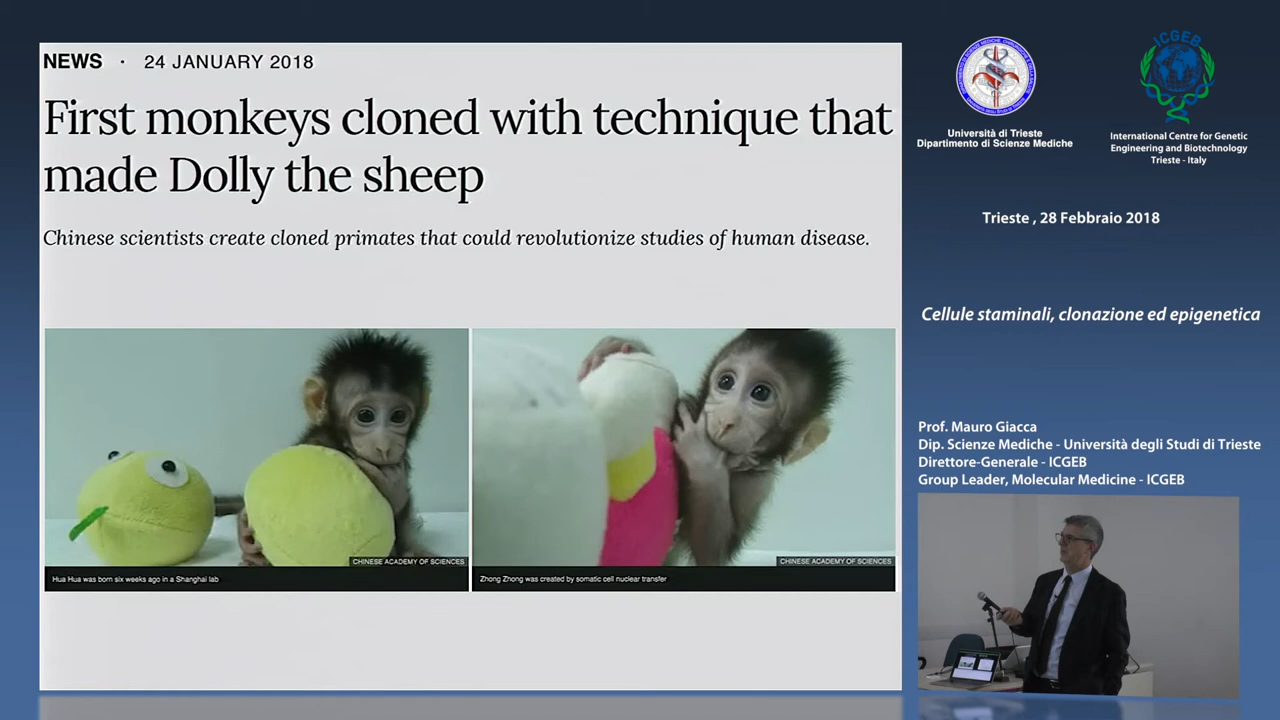 NEWS · 24 JANUARY 2018
First monkeys cloned with technique that
made Dolly the sheep
Chinese scientists create cloned primates that could revolutionize studies of human disease.
CHINESE ACADEMY OF SCIENCES
Hua Hua was born six weeks ago in a Shanghai lab
CHINESE ACADEMY OF SCIENCES
Zhong Zhong was created by somatic cell nuclear transfer
Università di Trieste
Dipartimento di Scienze Mediche
ICGEB
International Centre for Genetic
Engineering and Biotechnology
Trieste - Italy
Trieste , 28 Febbraio 2018
Cellule staminali, clonazione ed epigenetica
Prof. Mauro Giacca
Dip. Scienze Mediche - Università degli Studi di Trieste
Direttore-Generale - ICGEB
Group Leader, Molecular Medicine - ICGEB